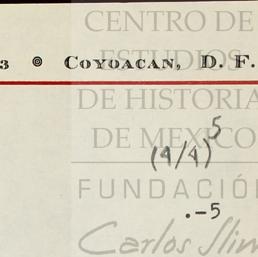 CENTRO DE
ESTUDIOS
3 ◎ COYOACAN, D. F.
DE HISTORIA
DE MEXICO
5
(4/4)
FUNDACIÓN
.-5
Carlos Slim